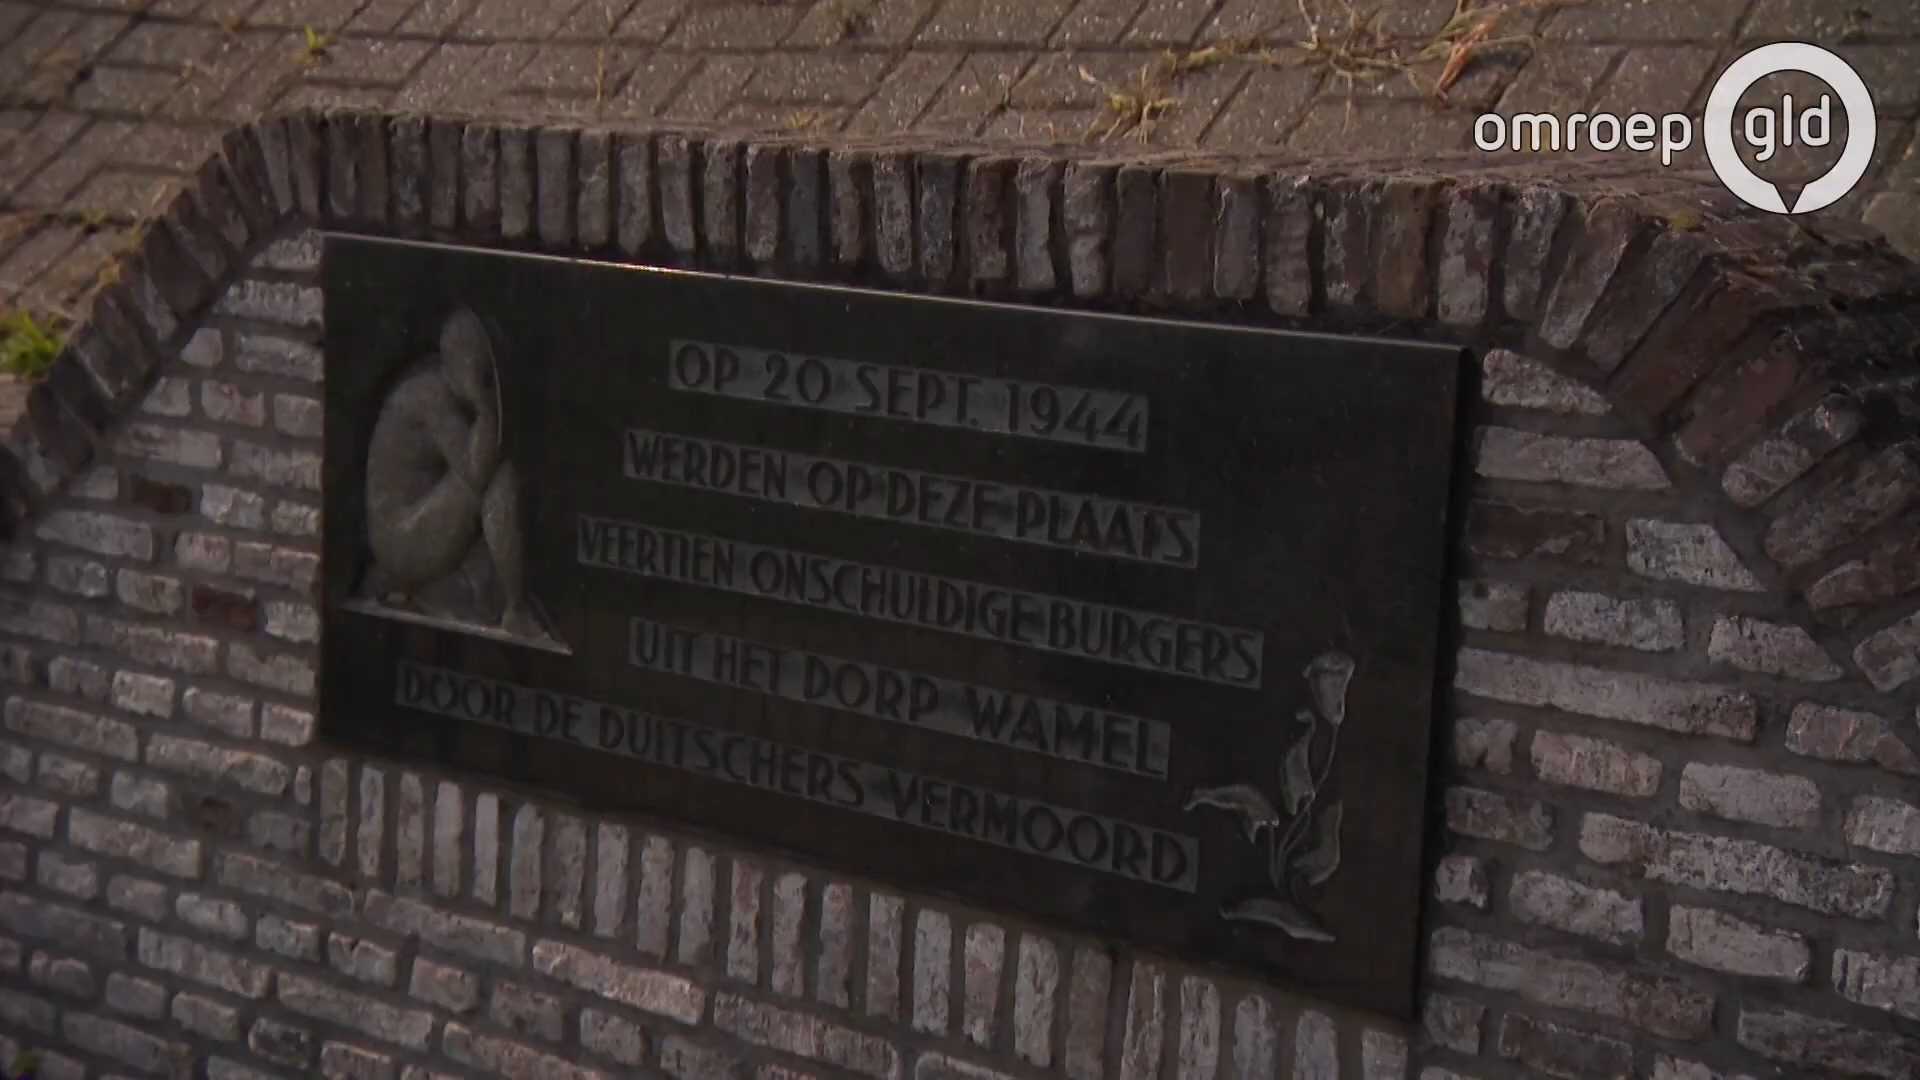 omroep gld
OP 20 SEPT. 1944
WERDEN OP DEZE PLAATS
VEERTIEN ONSCHULDIGE BURGERS
UIT HET DORP WAMEL
DOOR DE DUITSCHERS VERMOORD